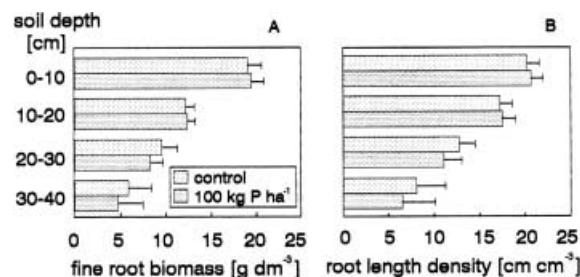 soil depth
[cm]
A
B
0-10
10-20
20-30
30-40
control
100 kg P ha⁻¹
0 5 10 15 20 25
0 5 10 15 20 25
fine root biomass [g dm⁻³]
root length density [cm cm⁻³]